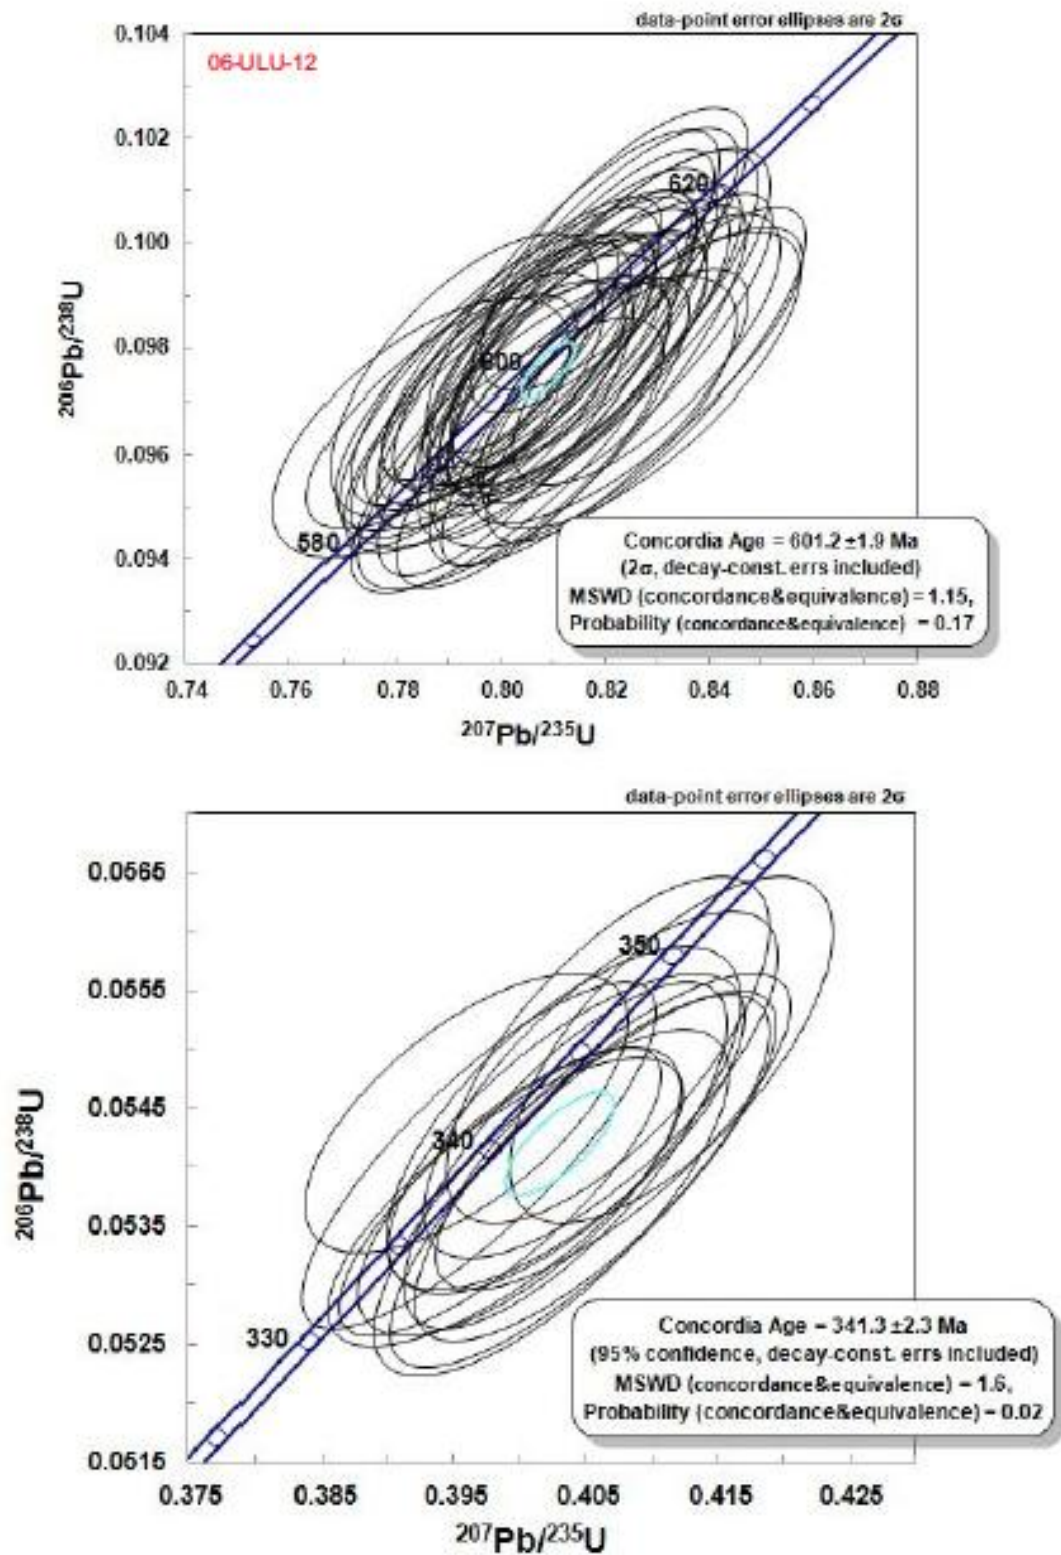 data-point error ellipses are 2σ
0.104
06-ULU-12
0.102
620
0.100
0.098
600
0.096
580
0.094
0.092
206Pb/238U
Concordia Age = 601.2 ±1.9 Ma
(2σ, decay-const. errs included)
MSWD (concordance&equivalence) = 1.15,
Probability (concordance&equivalence) = 0.17
0.74 0.76 0.78 0.80 0.82 0.84 0.86 0.88
207Pb/235U
data-point error ellipses are 2σ
0.0565
350
0.0555
0.0545
340
0.0535
330
0.0525
0.0515
206Pb/238U
Concordia Age = 341.3 ±2.3 Ma
(95% confidence, decay-const. errs included)
MSWD (concordance&equivalence) = 1.6,
Probability (concordance&equivalence) = 0.02
0.375 0.385 0.395 0.405 0.415 0.425
207Pb/235U